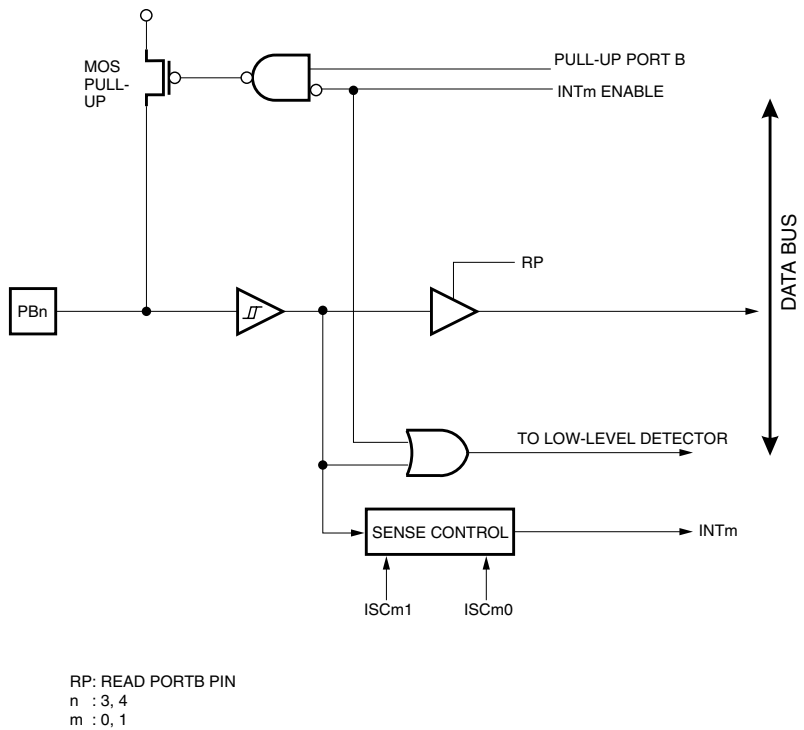 MOS
PULL-
UP
PULL-UP PORT B
INTm ENABLE
RP
DATA BUS
PBn
TO LOW-LEVEL DETECTOR
SENSE CONTROL
INTm
ISCm1
ISCm0
RP: READ PORTB PIN
n : 3, 4
m : 0, 1